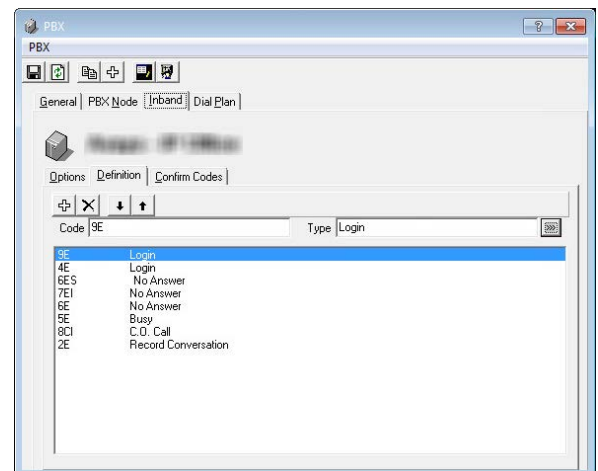 PBX
PBX
General PBX Node Inband Dial Plan
Options Definition Confirm Codes
Code 9E Type Login >>>
9E Login
4E Login
6ES No Answer
7EI No Answer
6E No Answer
5E Busy
8CI C.O. Call
2E Record Conversation